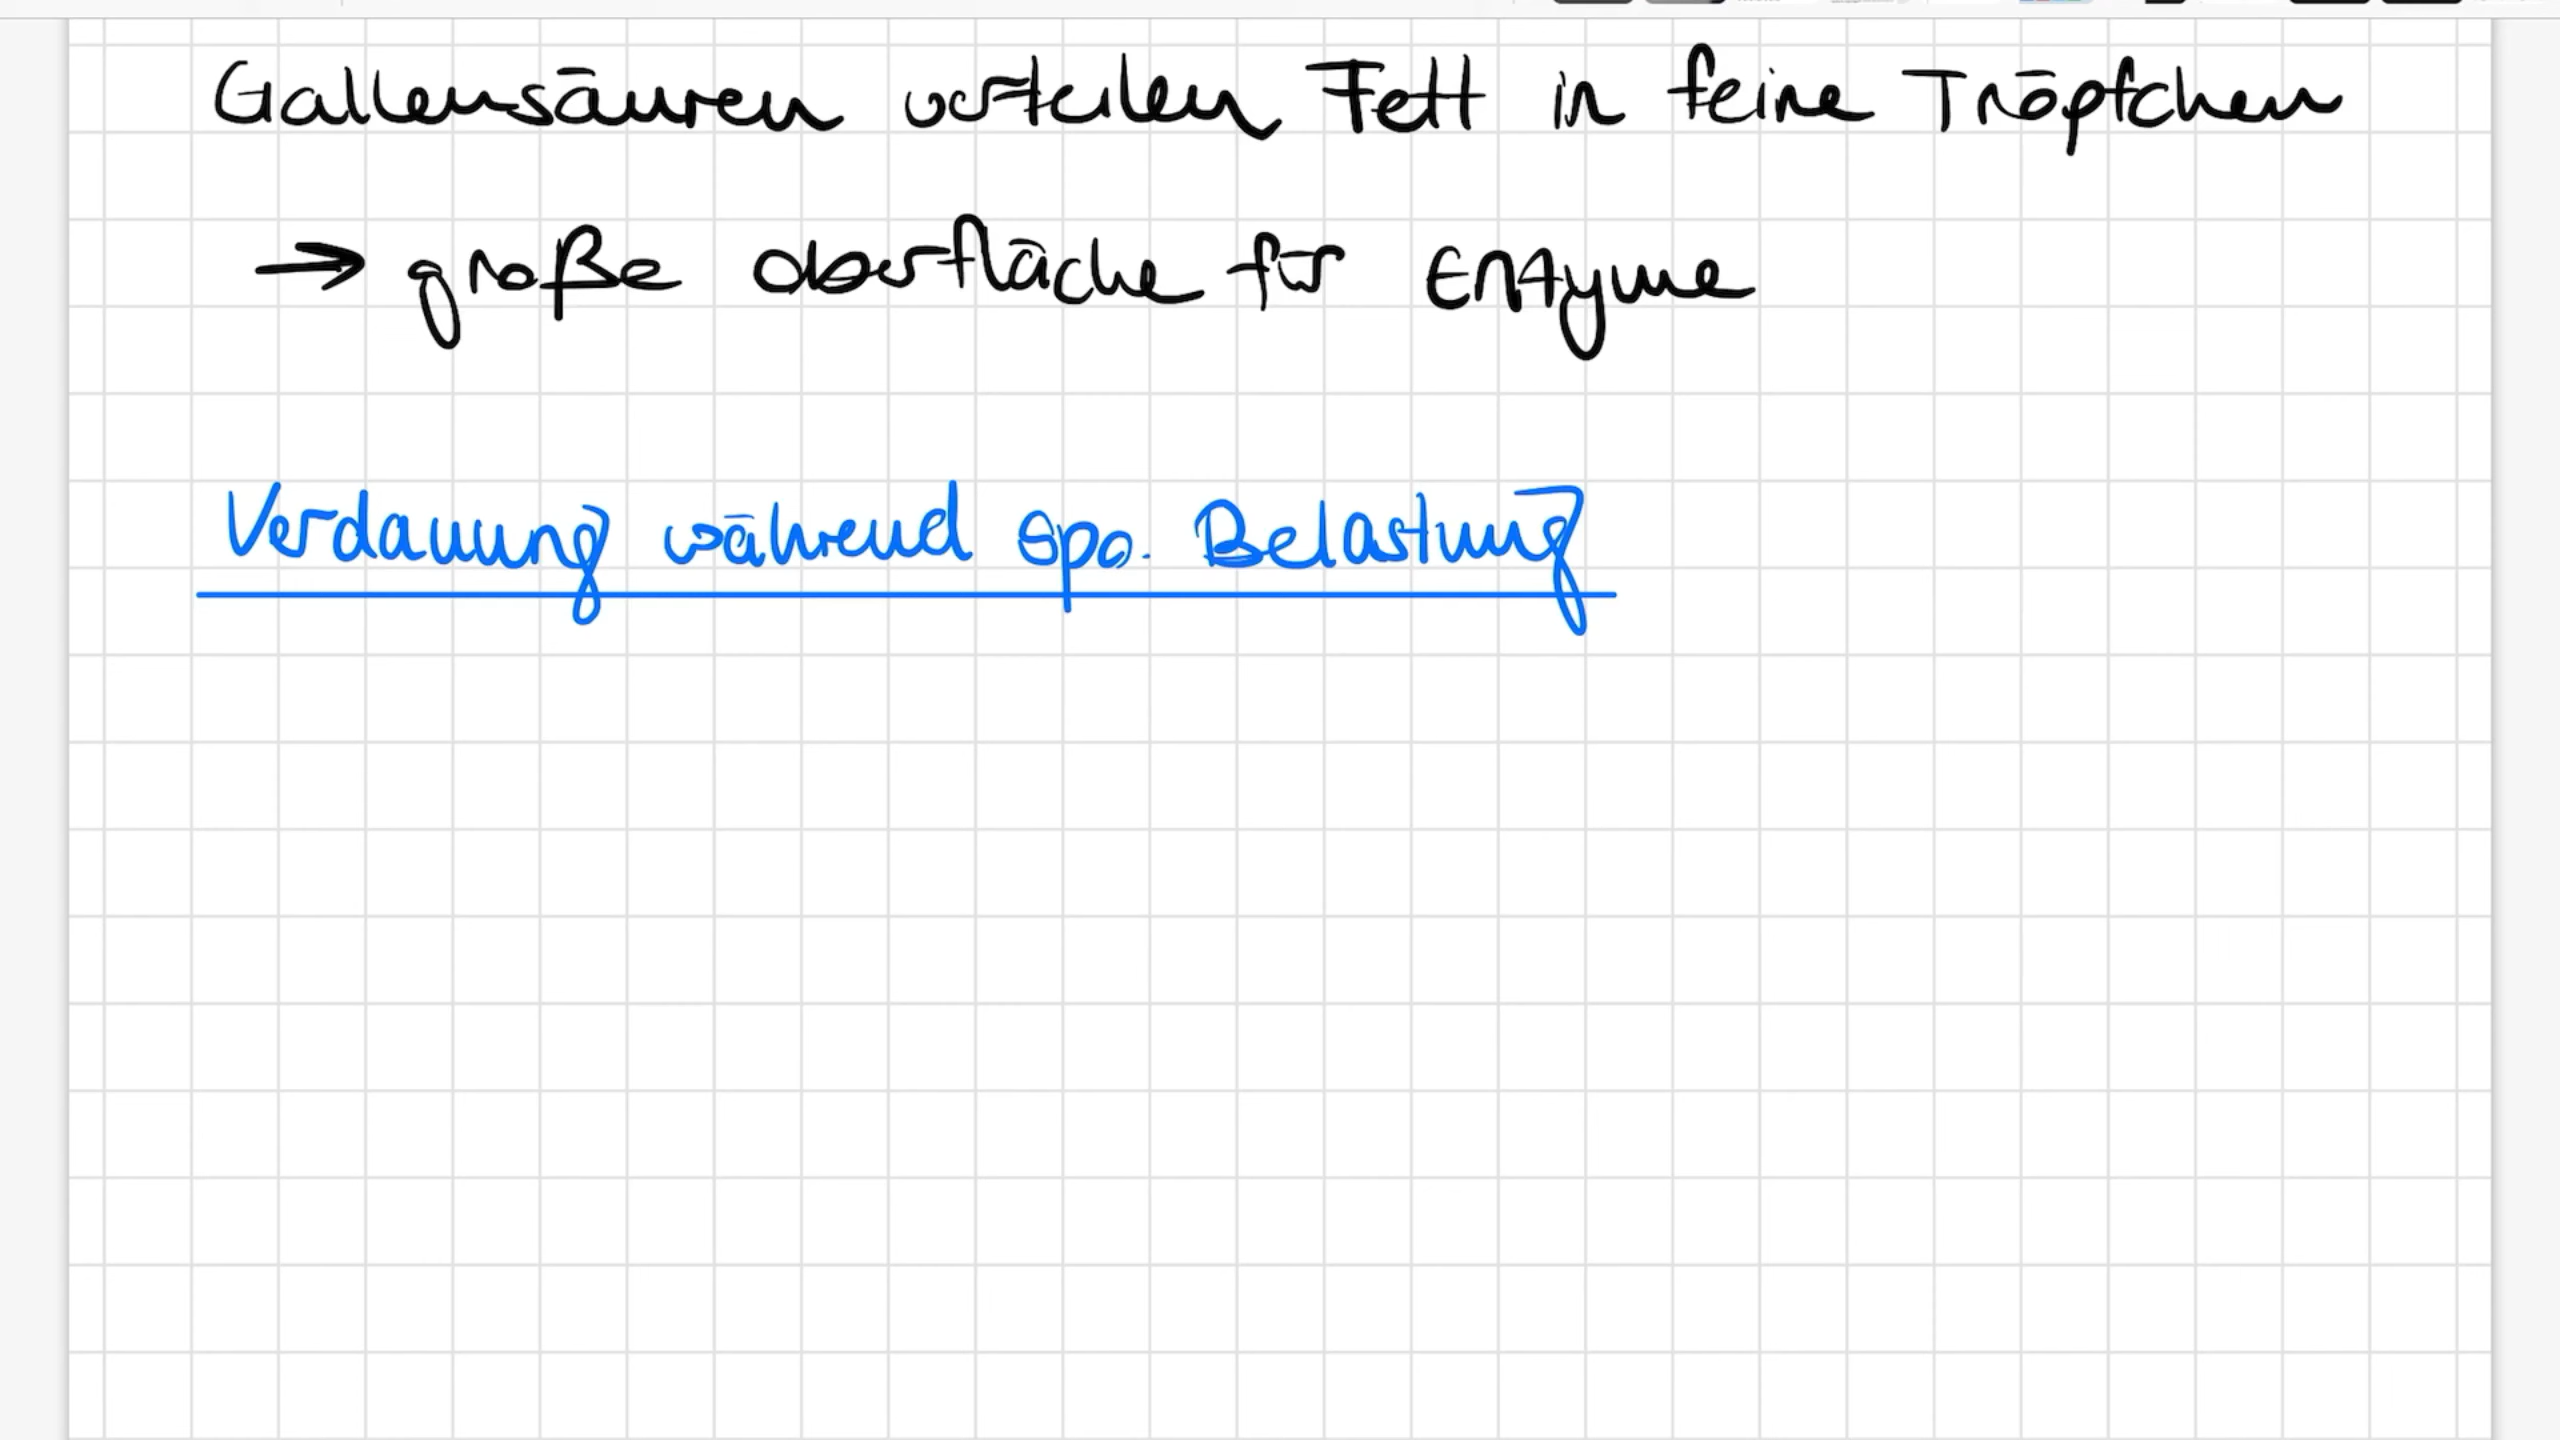 Gallensäuren verteilen Fett in feine Tröpfchen
→ große oberfläche für Enzyme
Verdauung während spo. Belastung